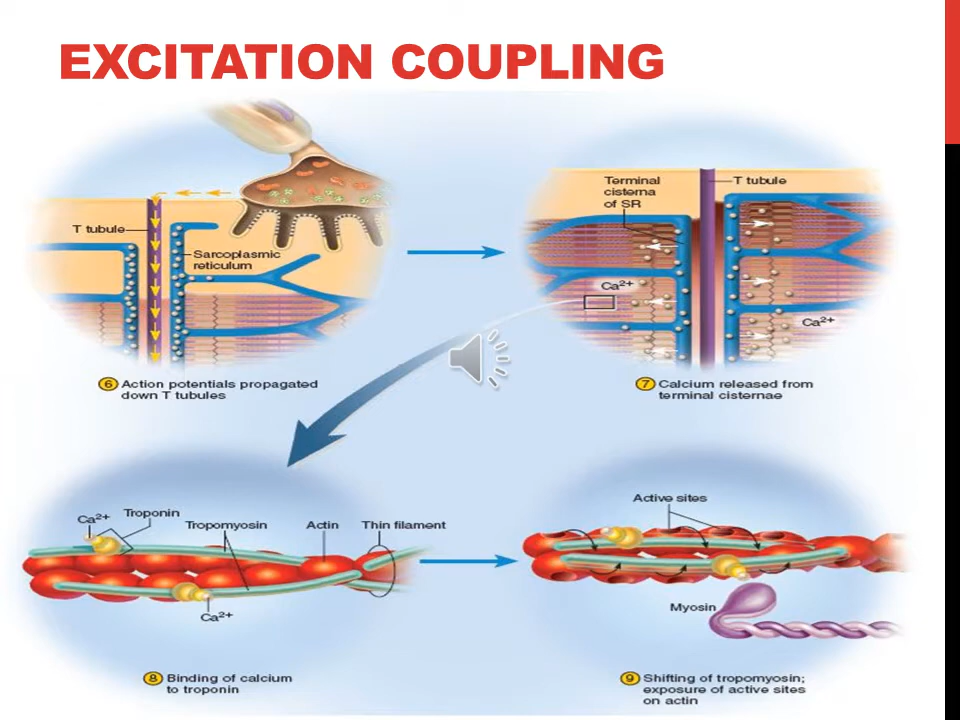 EXCITATION COUPLING
T tubule
Sarcoplasmic
reticulum
6 Action potentials propagated
down T tubules
Terminal
cisterna
of SR
T tubule
Ca2+
Ca2+
7 Calcium released from
terminal cisternae
Ca2+
Troponin
Tropomyosin
Actin
Thin filament
Ca2+
8 Binding of calcium
to troponin
Active sites
Myosin
9 Shifting of tropomyosin;
exposure of active sites
on actin